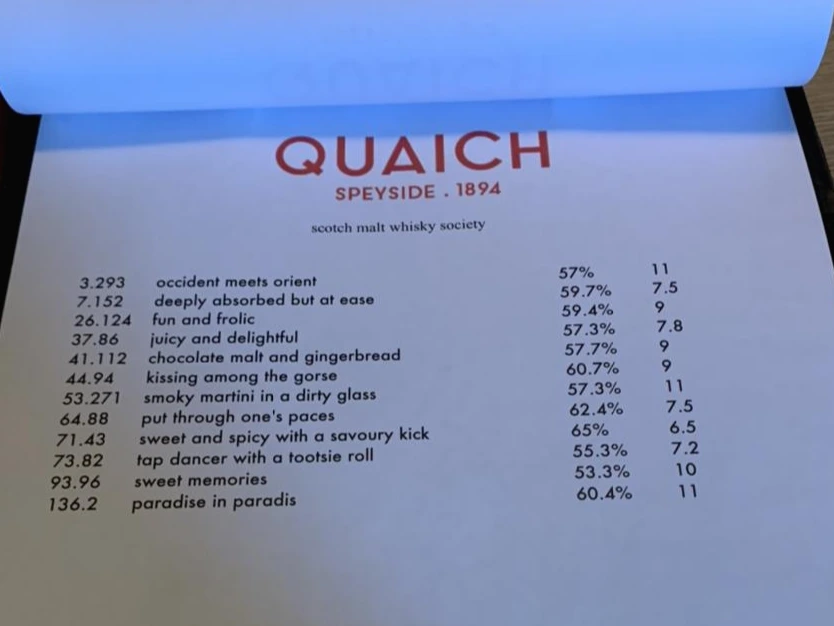 QUAICH
SPEYSIDE . 1894
scotch malt whisky society
3.293 occident meets orient 57% 11
7.152 deeply absorbed but at ease 59.7% 7.5
26.124 fun and frolic 59.4% 9
37.86 juicy and delightful 57.3% 7.8
41.112 chocolate malt and gingerbread 57.7% 9
44.94 kissing among the gorse 60.7% 9
53.271 smoky martini in a dirty glass 57.3% 11
64.88 put through one's paces 62.4% 7.5
71.43 sweet and spicy with a savoury kick 65% 6.5
73.82 tap dancer with a tootsie roll 55.3% 7.2
93.96 sweet memories 53.3% 10
136.2 paradise in paradis 60.4% 11